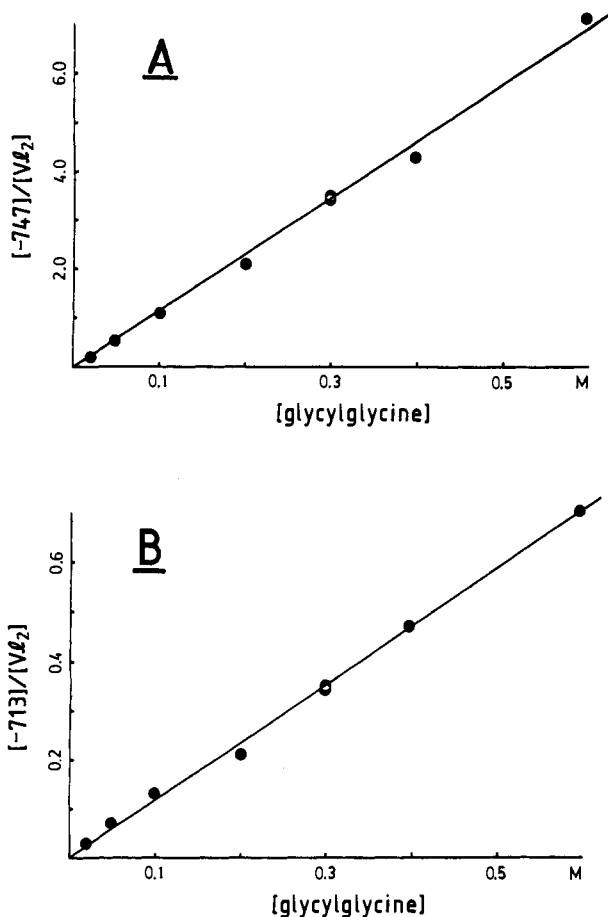 A
6.0
4.0
2.0
[-747]/[Vℓ₂]
0.1 0.3 0.5 M
[glycylglycine]
B
0.6
0.4
0.2
[-713]/[Vℓ₂]
0.1 0.3 0.5 M
[glycylglycine]